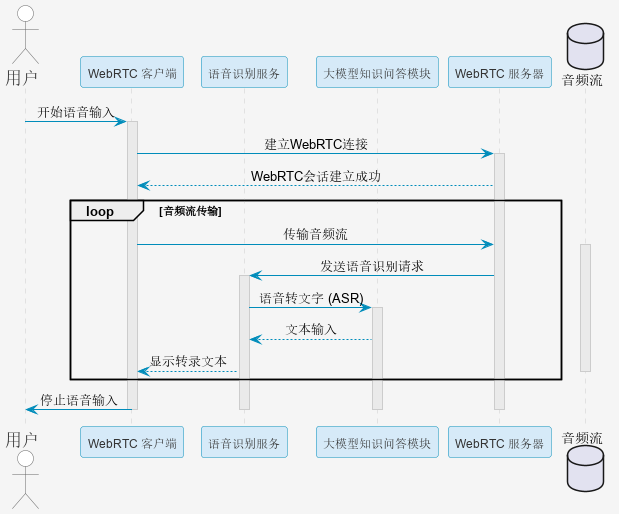 用户
WebRTC 客户端
语音识别服务
大模型知识问答模块
WebRTC 服务器
音频流
开始语音输入
建立WebRTC连接
WebRTC会话建立成功
loop [音频流传输]
传输音频流
发送语音识别请求
语音转文字 (ASR)
文本输入
显示转录文本
停止语音输入
用户
WebRTC 客户端
语音识别服务
大模型知识问答模块
WebRTC 服务器
音频流